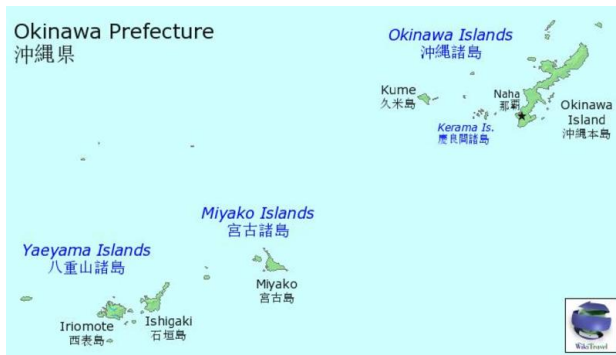 Okinawa Prefecture
沖縄県
Okinawa Islands
沖縄諸島
Kume
久米島
Naha
那覇
Okinawa
Island
沖縄本島
Kerama Is.
慶良間諸島
Miyako Islands
宮古諸島
Miyako
宮古島
Yaeyama Islands
八重山諸島
Iriomote
西表島
Ishigaki
石垣島
WikiTravel